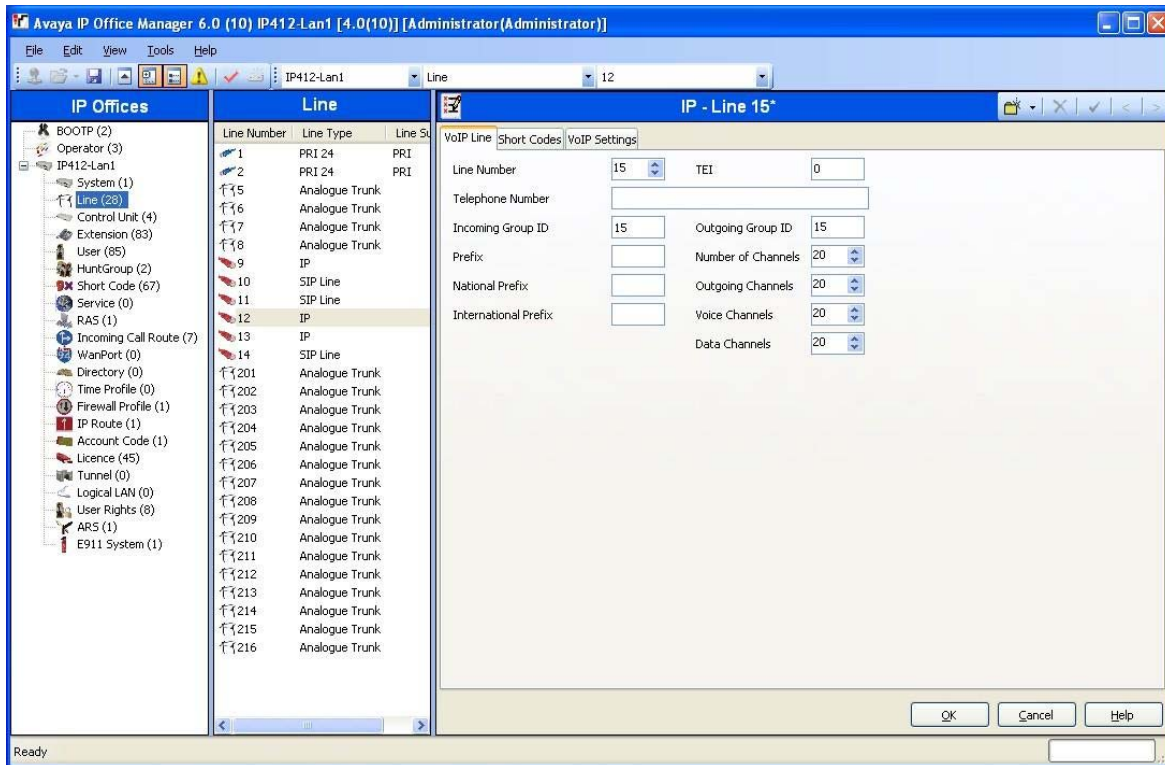 Avaya IP Office Manager 6.0 (10) IP412-Lan1 [4.0(10)] [Administrator(Administrator)]
File Edit View Tools Help
IP412-Lan1 Line 12
IP Offices
BOOTP (2)
Operator (3)
IP412-Lan1
System (1)
Line (28)
Control Unit (4)
Extension (83)
User (85)
HuntGroup (2)
Short Code (67)
Service (0)
RAS (1)
Incoming Call Route (7)
WanPort (0)
Directory (0)
Time Profile (0)
Firewall Profile (1)
IP Route (1)
Account Code (1)
Licence (45)
Tunnel (0)
Logical LAN (0)
User Rights (8)
ARS (1)
E911 System (1)
Line
Line Number Line Type Line Su
1 PRI 24 PRI
2 PRI 24 PRI
5 Analogue Trunk
6 Analogue Trunk
7 Analogue Trunk
8 Analogue Trunk
9 IP
10 SIP Line
11 SIP Line
12 IP
13 IP
14 SIP Line
201 Analogue Trunk
202 Analogue Trunk
203 Analogue Trunk
204 Analogue Trunk
205 Analogue Trunk
206 Analogue Trunk
207 Analogue Trunk
208 Analogue Trunk
209 Analogue Trunk
210 Analogue Trunk
211 Analogue Trunk
212 Analogue Trunk
213 Analogue Trunk
214 Analogue Trunk
215 Analogue Trunk
216 Analogue Trunk
IP - Line 15*
VoIP Line Short Codes VoIP Settings
Line Number 15 TEI 0
Telephone Number
Incoming Group ID 15 Outgoing Group ID 15
Prefix Number of Channels 20
National Prefix Outgoing Channels 20
International Prefix Voice Channels 20
Data Channels 20
OK Cancel Help
Ready